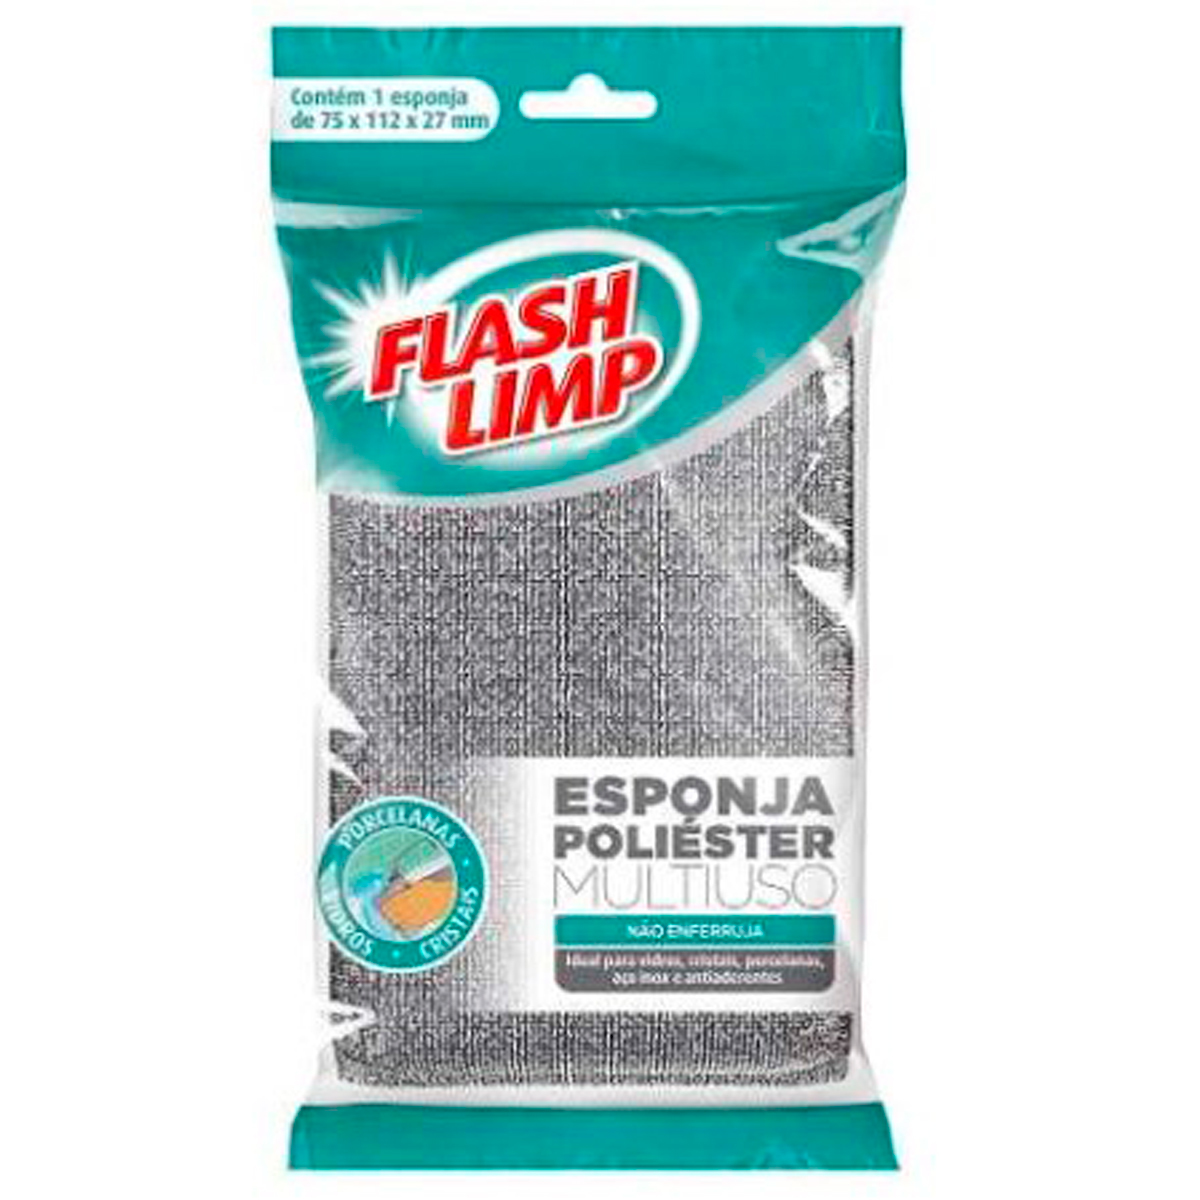 Contém 1 esponja
de 75 x 112 x 27 mm
FLASH
LIMP
ESPONJA
POLIÉSTER
MULTIUSO
NÃO ENFERRUJA
Ideal para vidros, cristais, porcelanas,
aço inox e antiaderentes
PORCELANAS
VIDROS • CRISTAIS